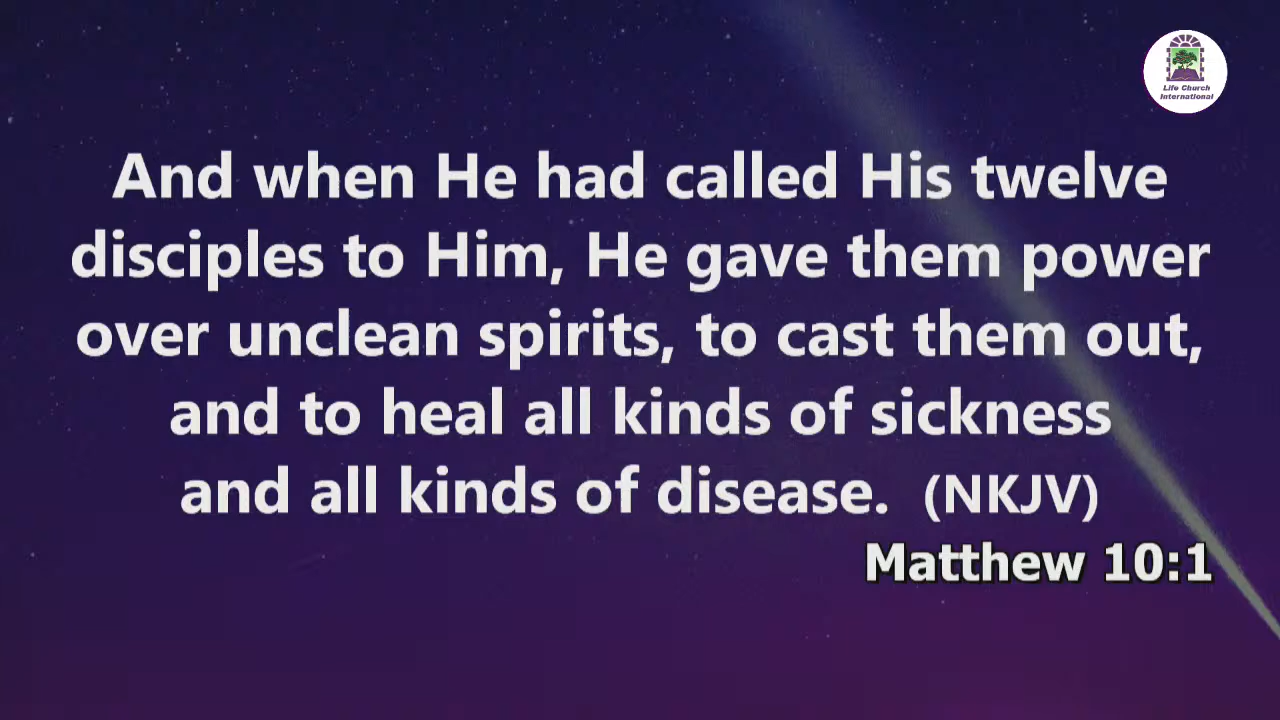 Life Church
International
And when He had called His twelve
disciples to Him, He gave them power
over unclean spirits, to cast them out,
and to heal all kinds of sickness
and all kinds of disease. (NKJV)
Matthew 10:1